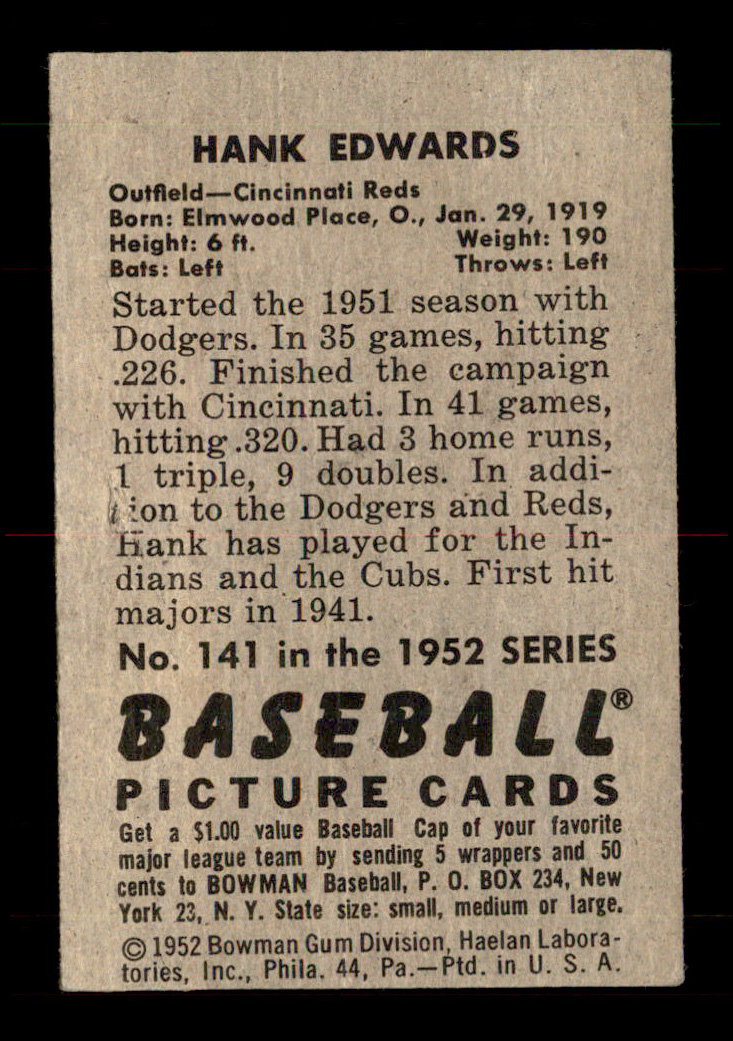 HANK EDWARDS
Outfield—Cincinnati Reds
Born: Elmwood Place, O., Jan. 29, 1919
Height: 6 ft. Weight: 190
Bats: Left Throws: Left
Started the 1951 season with
Dodgers. In 35 games, hitting
.226. Finished the campaign
with Cincinnati. In 41 games,
hitting .320. Had 3 home runs,
1 triple, 9 doubles. In addi-
tion to the Dodgers and Reds,
Hank has played for the In-
dians and the Cubs. First hit
majors in 1941.
No. 141 in the 1952 SERIES
BASEBALL®
PICTURE CARDS
Get a $1.00 value Baseball Cap of your favorite
major league team by sending 5 wrappers and 50
cents to BOWMAN Baseball, P. O. BOX 234, New
York 23, N. Y. State size: small, medium or large.
© 1952 Bowman Gum Division, Haelan Labora-
tories, Inc., Phila. 44, Pa.—Ptd. in U. S. A.